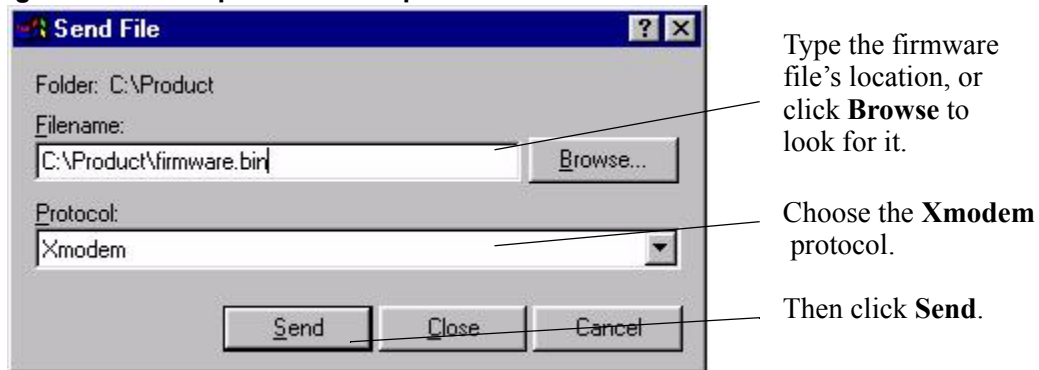 Send File
Folder: C:\Product
Filename:
C:\Product\firmware.bin
Browse...
Protocol:
Xmodem
Send
Close
Cancel
Type the firmware
file’s location, or
click Browse to
look for it.
Choose the Xmodem
protocol.
Then click Send.